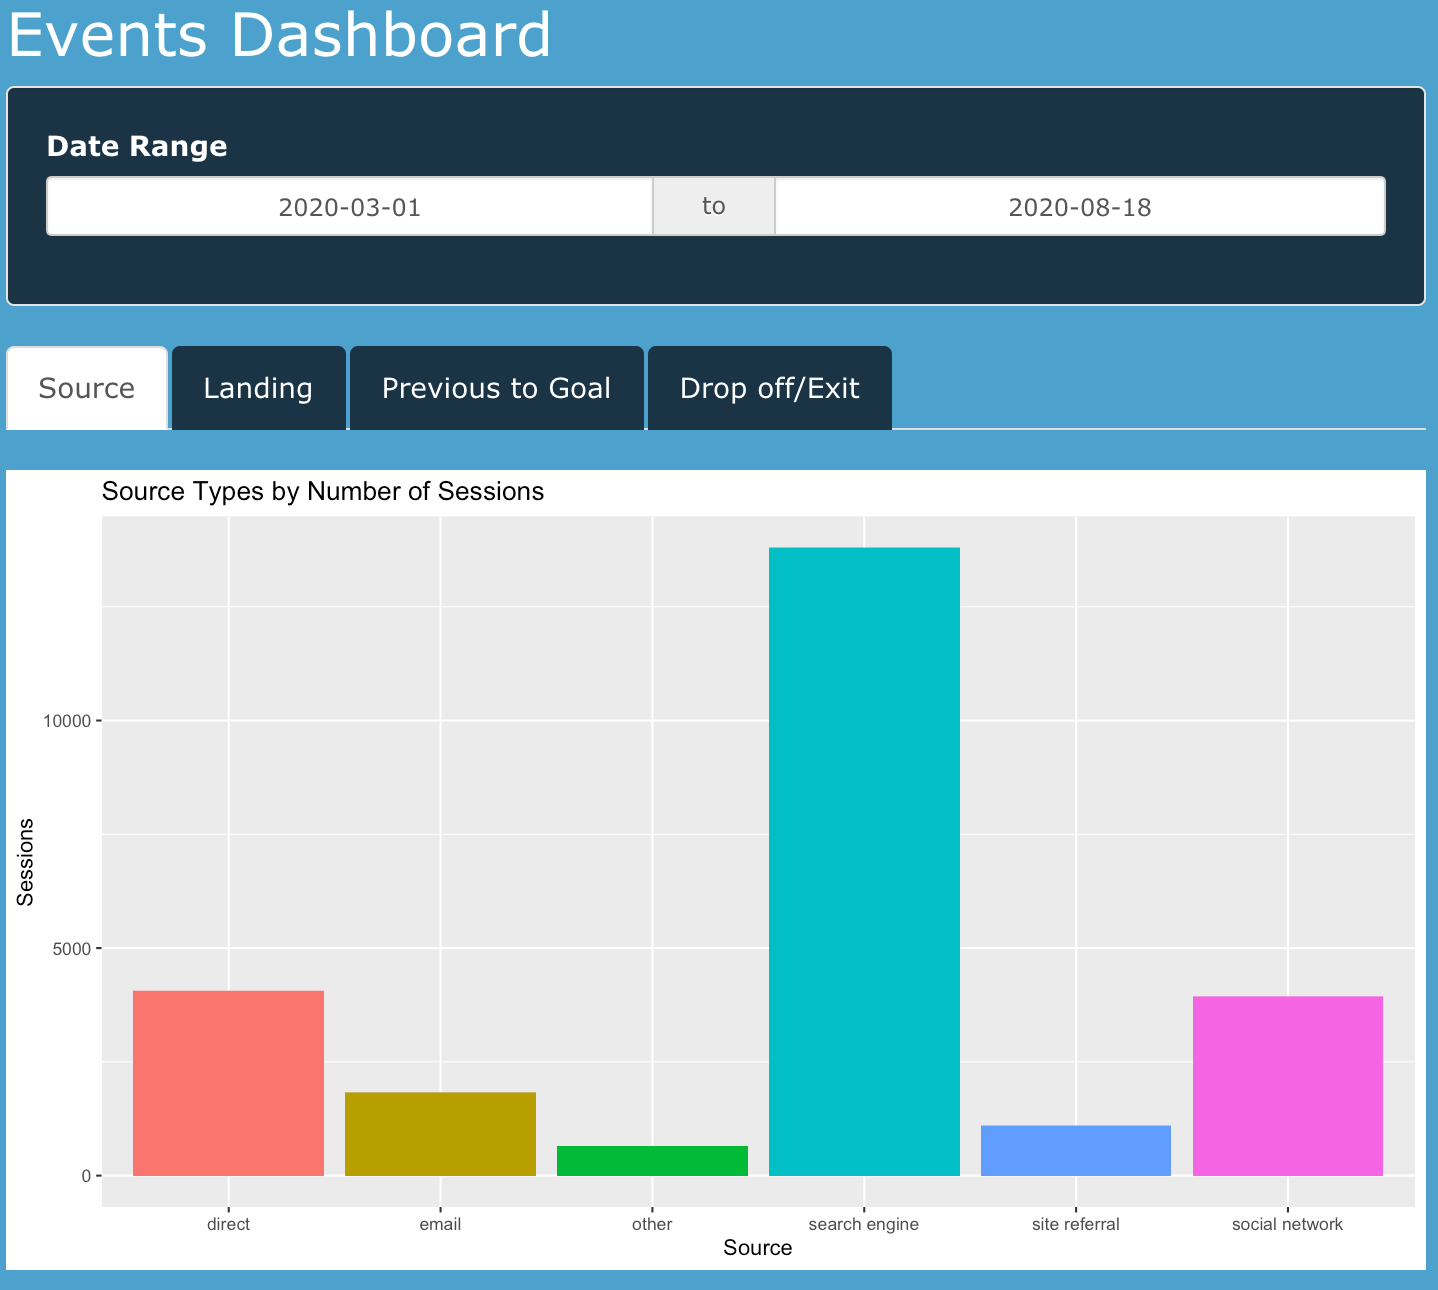 Events Dashboard
Date Range
2020-03-01 to 2020-08-18
Source Landing Previous to Goal Drop off/Exit
Source Types by Number of Sessions
Sessions
10000
5000
0
direct email other search engine site referral social network
Source